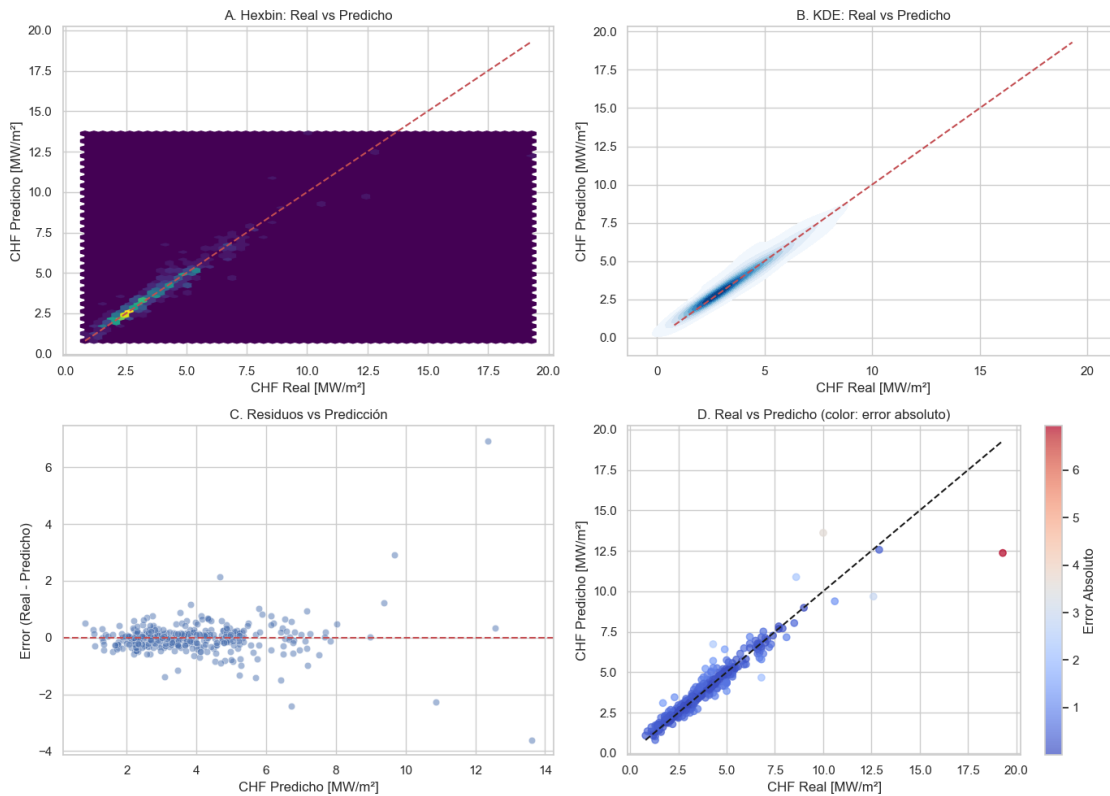 A. Hexbin: Real vs Predicho
20.0
17.5
15.0
12.5
10.0
7.5
5.0
2.5
0.0
CHF Predicho [MW/m²]
0.0 2.5 5.0 7.5 10.0 12.5 15.0 17.5 20.0
CHF Real [MW/m²]
B. KDE: Real vs Predicho
20.0
17.5
15.0
12.5
10.0
7.5
5.0
2.5
0.0
CHF Predicho [MW/m²]
0 5 10 15 20
CHF Real [MW/m²]
C. Residuos vs Predicción
6
4
2
0
−2
−4
Error (Real - Predicho)
2 4 6 8 10 12 14
CHF Predicho [MW/m²]
D. Real vs Predicho (color: error absoluto)
20.0
17.5
15.0
12.5
10.0
7.5
5.0
2.5
0.0
CHF Predicho [MW/m²]
0.0 2.5 5.0 7.5 10.0 12.5 15.0 17.5 20.0
CHF Real [MW/m²]
6
5
4
3
2
1
Error Absoluto